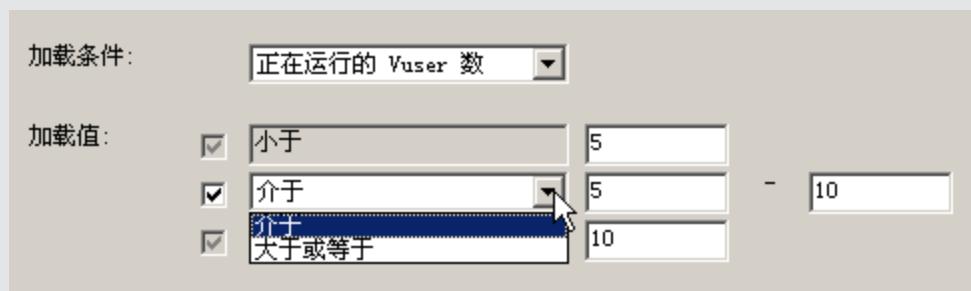 加载条件: 正在运行的 Vuser 数
加载值: 小于 5
介于 5 - 10
介于
大于或等于 10